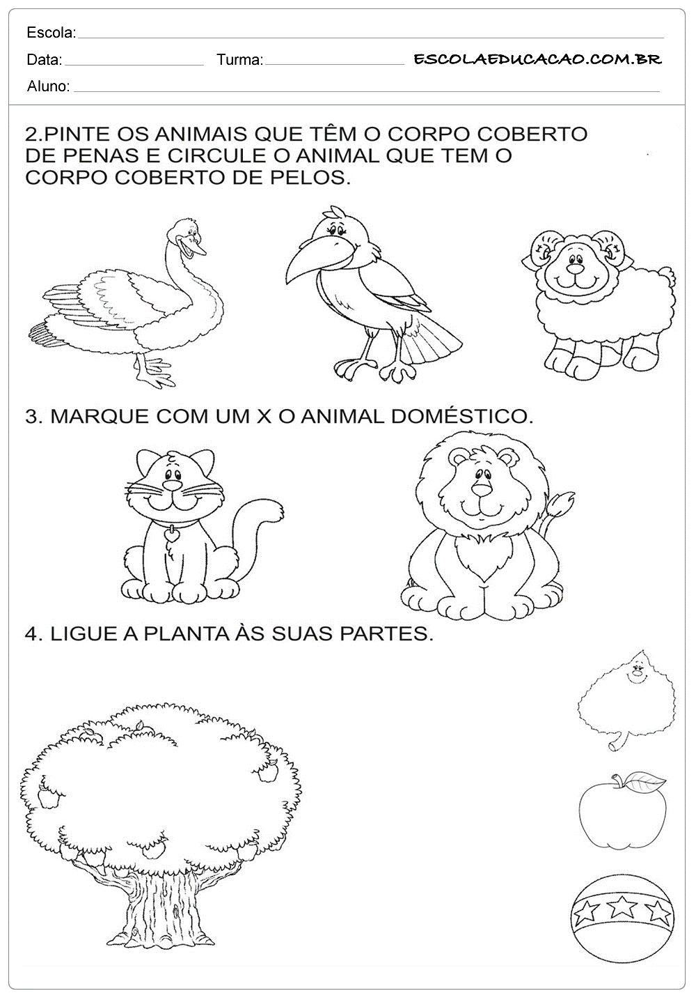 Escola:
Data: Turma: ESCOLAEDUCACAO.COM.BR
Aluno:
2.PINTE OS ANIMAIS QUE TÊM O CORPO COBERTO
DE PENAS E CIRCULE O ANIMAL QUE TEM O
CORPO COBERTO DE PELOS.
3. MARQUE COM UM X O ANIMAL DOMÉSTICO.
4. LIGUE A PLANTA ÀS SUAS PARTES.